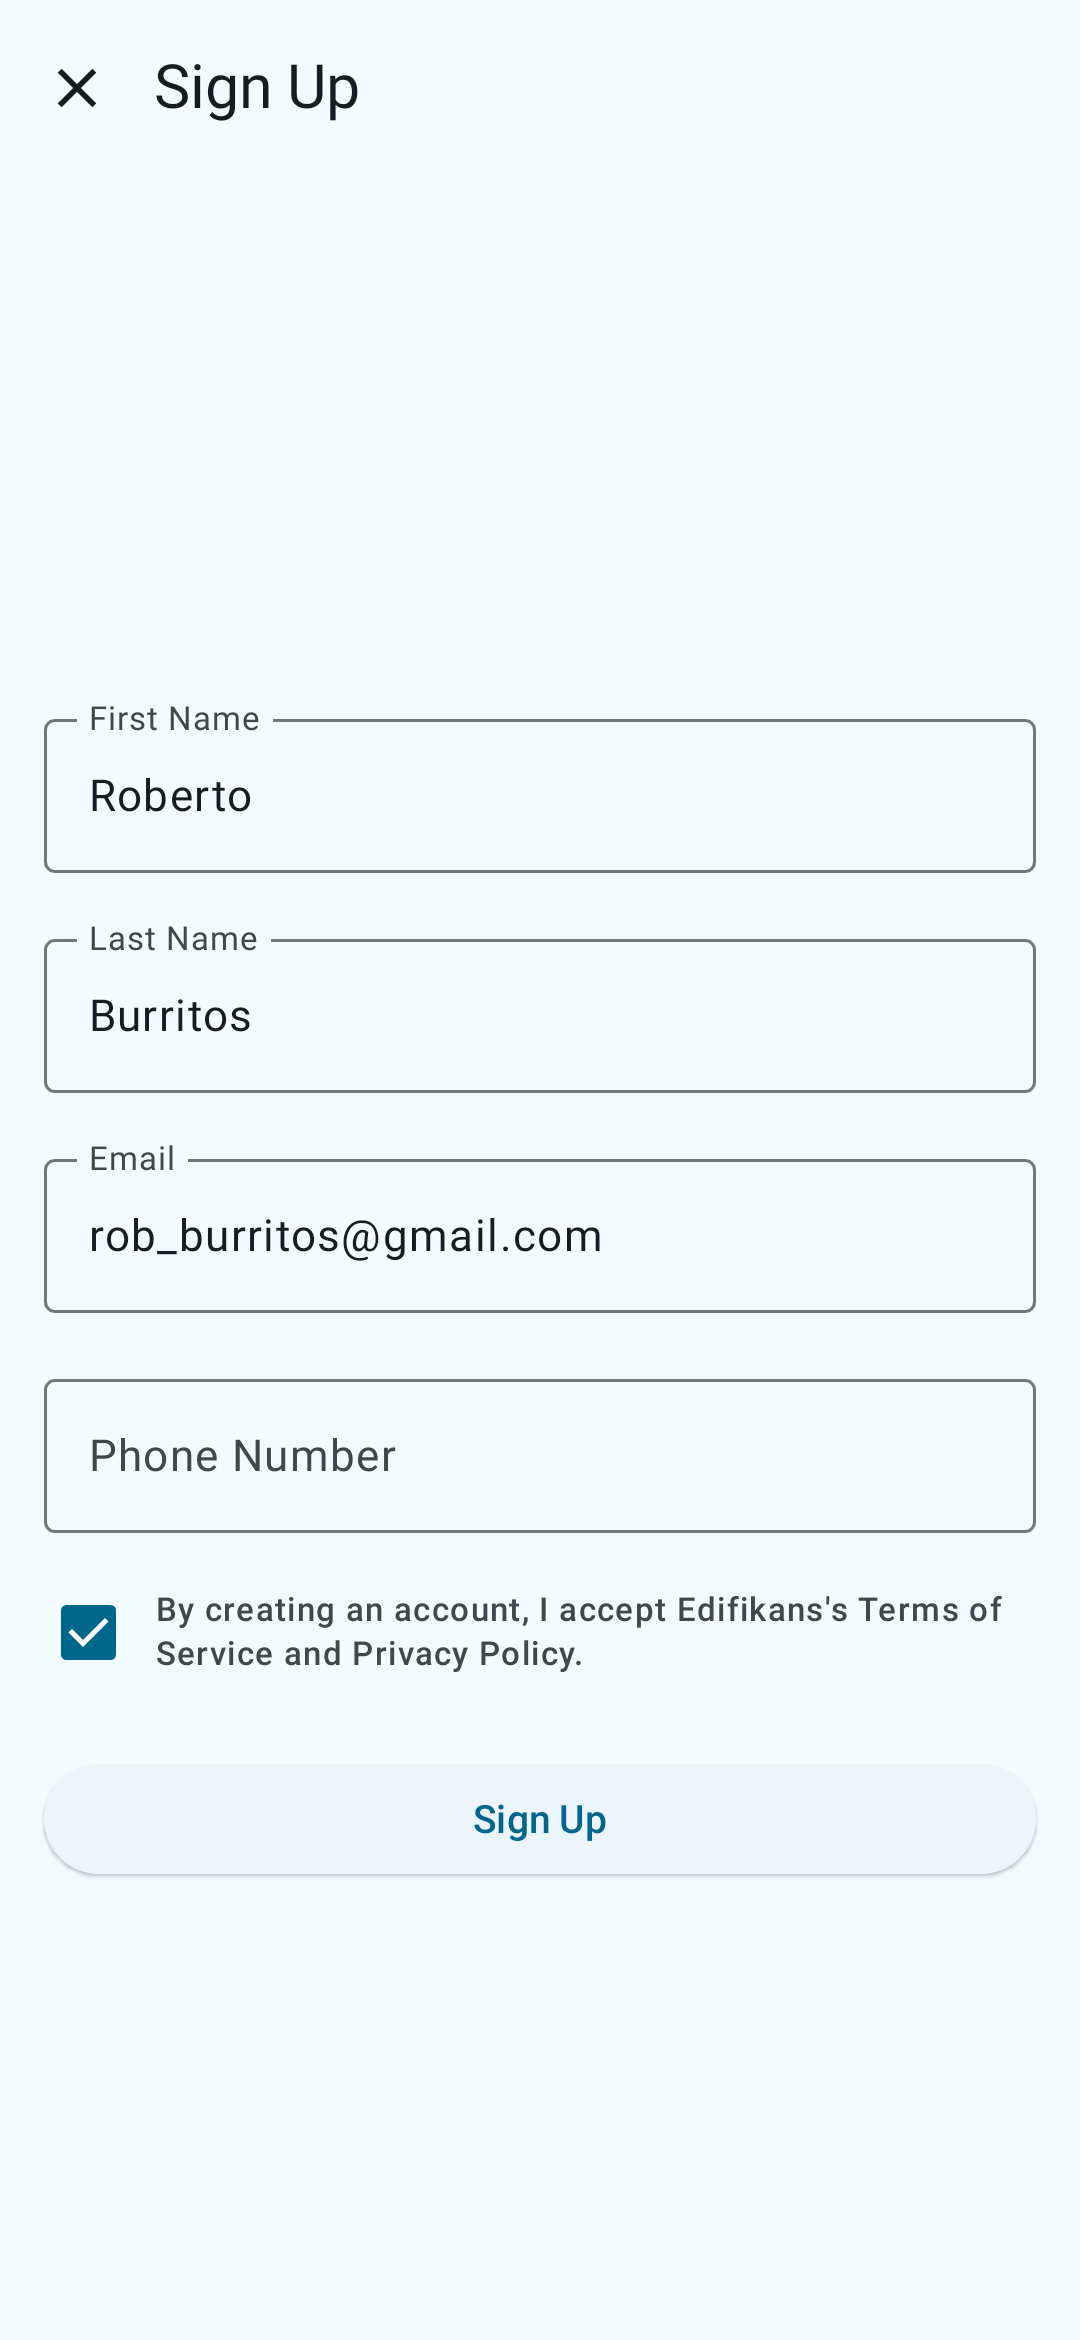 Sign Up
First Name
Roberto
Last Name
Burritos
Email
rob_burritos@gmail.com
Phone Number
By creating an account, I accept Edifikans's Terms of
Service and Privacy Policy.
Sign Up